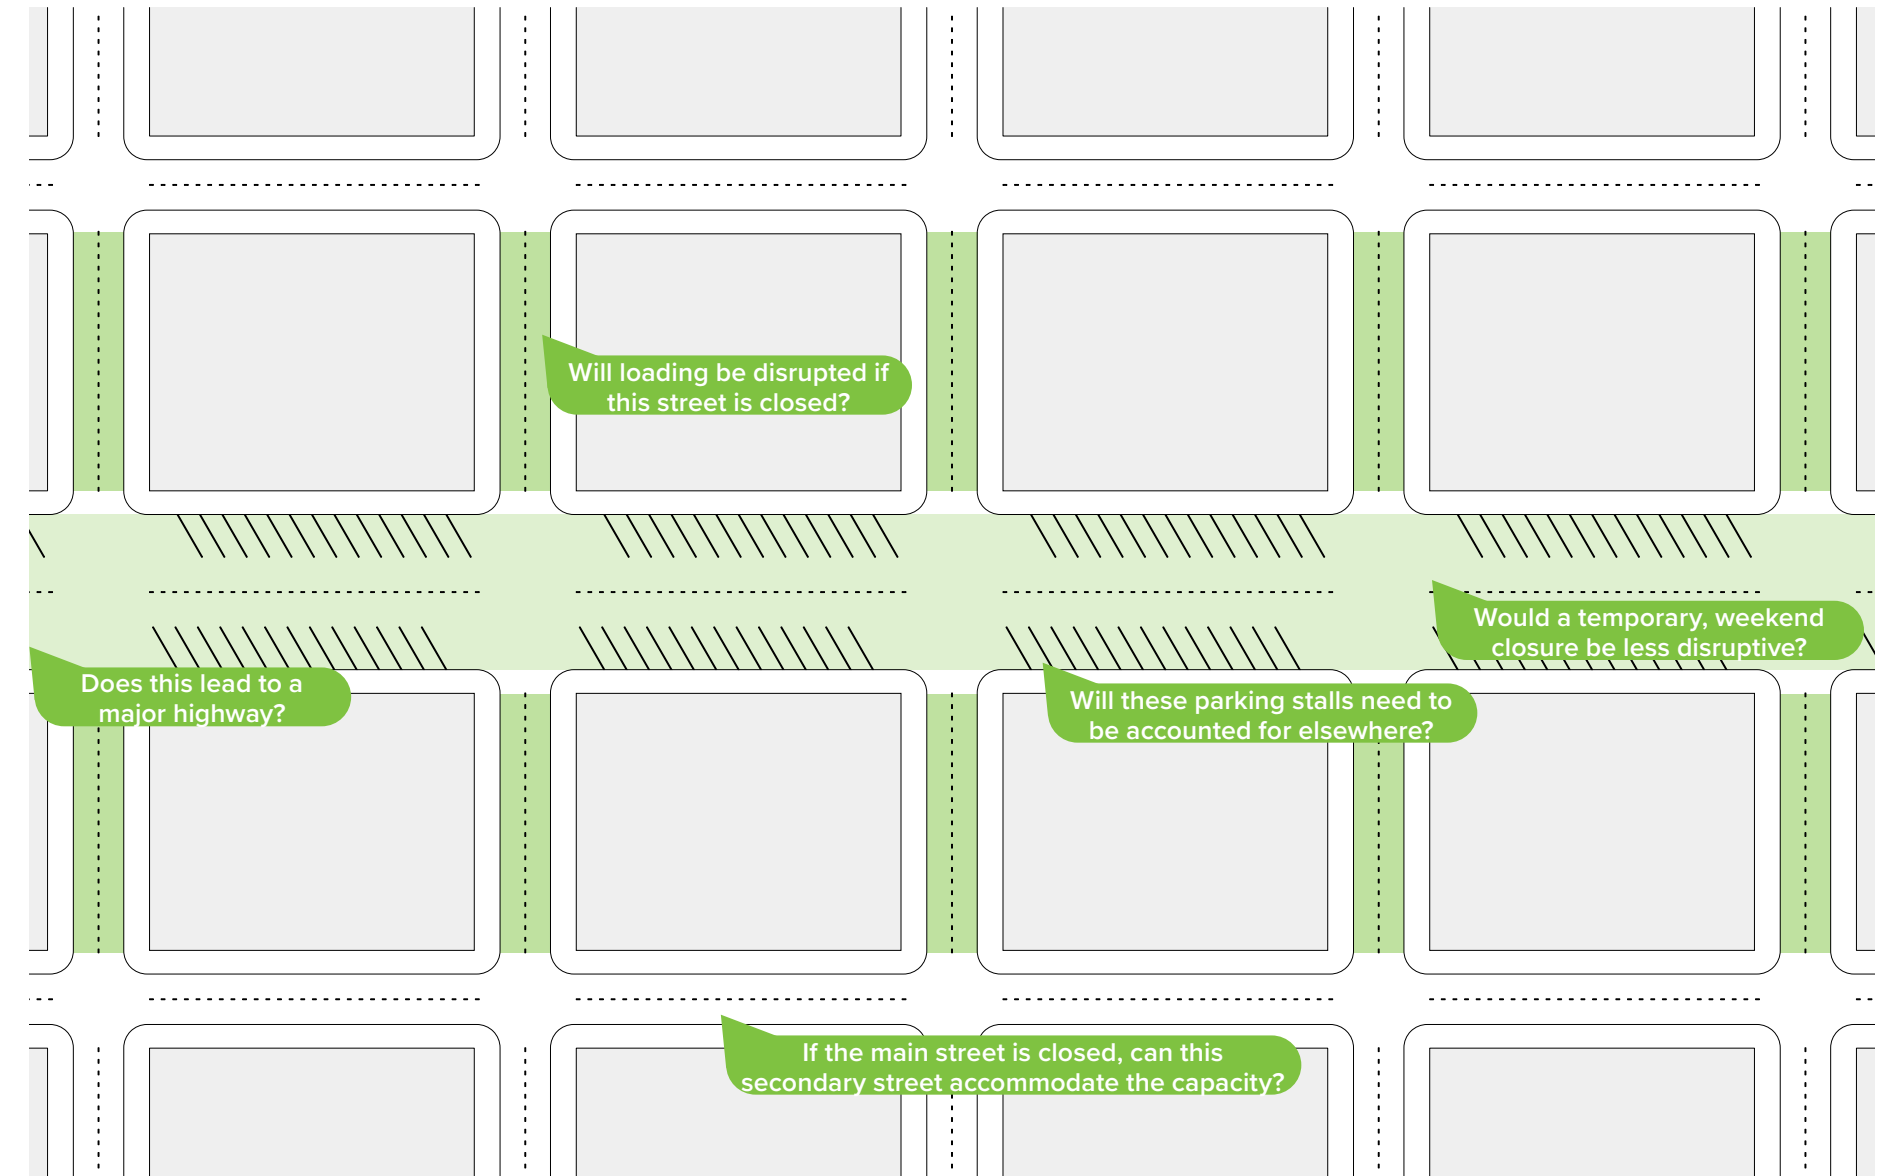 Will loading be disrupted if
this street is closed?
Would a temporary, weekend
closure be less disruptive?
Does this lead to a
major highway?
Will these parking stalls need to
be accounted for elsewhere?
If the main street is closed, can this
secondary street accommodate the capacity?